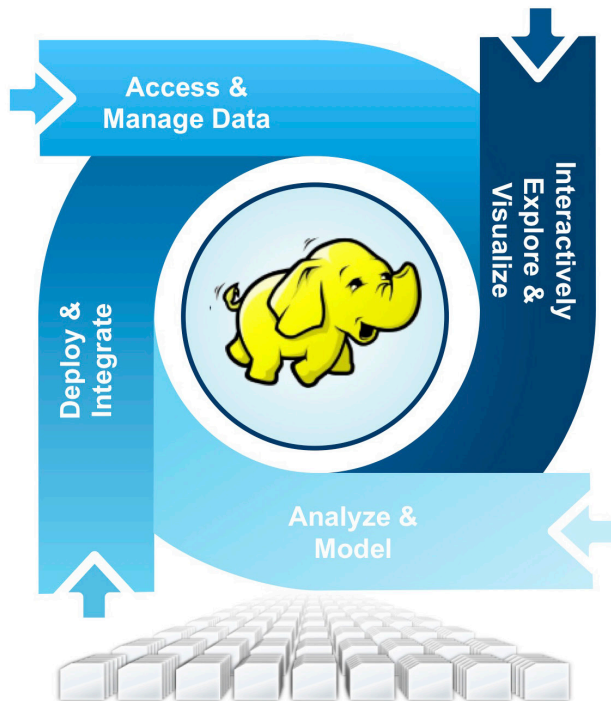 Access &
Manage Data
Interactively
Explore &
Visualize
Analyze &
Model
Deploy &
Integrate